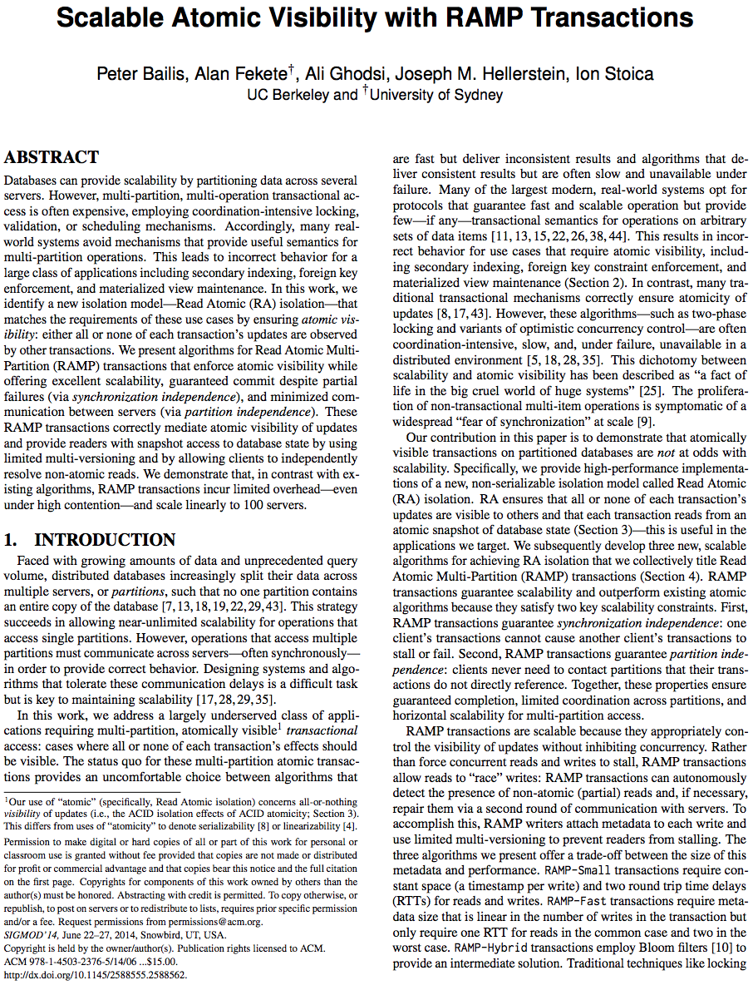 Scalable Atomic Visibility with RAMP Transactions
Peter Bailis, Alan Fekete†, Ali Ghodsi, Joseph M. Hellerstein, Ion Stoica
UC Berkeley and †University of Sydney
ABSTRACT
Databases can provide scalability by partitioning data across several
servers. However, multi-partition, multi-operation transactional ac-
cess is often expensive, employing coordination-intensive locking,
validation, or scheduling mechanisms. Accordingly, many real-
world systems avoid mechanisms that provide useful semantics for
multi-partition operations. This leads to incorrect behavior for a
large class of applications including secondary indexing, foreign key
enforcement, and materialized view maintenance. In this work, we
identify a new isolation model—Read Atomic (RA) isolation—that
matches the requirements of these use cases by ensuring atomic vis-
ibility: either all or none of each transaction's updates are observed
by other transactions. We present algorithms for Read Atomic Multi-
Partition (RAMP) transactions that enforce atomic visibility while
offering excellent scalability, guaranteed commit despite partial
failures (via synchronization independence), and minimized com-
munication between servers (via partition independence). These
RAMP transactions correctly mediate atomic visibility of updates
and provide readers with snapshot access to database state by using
limited multi-versioning and by allowing clients to independently
resolve non-atomic reads. We demonstrate that, in contrast with ex-
isting algorithms, RAMP transactions incur limited overhead—even
under high contention—and scale linearly to 100 servers.
1. INTRODUCTION
Faced with growing amounts of data and unprecedented query
volume, distributed databases increasingly split their data across
multiple servers, or partitions, such that no one partition contains
an entire copy of the database [7, 13, 18, 19, 22, 29, 43]. This strategy
succeeds in allowing near-unlimited scalability for operations that
access single partitions. However, operations that access multiple
partitions must communicate across servers—often synchronously—
in order to provide correct behavior. Designing systems and algo-
rithms that tolerate these communication delays is a difficult task
but is key to maintaining scalability [17, 28, 29, 35].
In this work, we address a largely underserved class of appli-
cations requiring multi-partition, atomically visible1 transactional
access: cases where all or none of each transaction's effects should
be visible. The status quo for these multi-partition atomic transac-
tions provides an uncomfortable choice between algorithms that
1Our use of "atomic" (specifically, Read Atomic isolation) concerns all-or-nothing
visibility of updates (i.e., the ACID isolation effects of ACID atomicity; Section 3).
This differs from uses of "atomicity" to denote serializability [8] or linearizability [4].
Permission to make digital or hard copies of all or part of this work for personal or
classroom use is granted without fee provided that copies are not made or distributed
for profit or commercial advantage and that copies bear this notice and the full citation
on the first page. Copyrights for components of this work owned by others than the
author(s) must be honored. Abstracting with credit is permitted. To copy otherwise, or
republish, to post on servers or to redistribute to lists, requires prior specific permission
and/or a fee. Request permissions from permissions@acm.org.
SIGMOD'14, June 22–27, 2014, Snowbird, UT, USA.
Copyright is held by the owner/author(s). Publication rights licensed to ACM.
ACM 978-1-4503-2376-5/14/06 ...$15.00.
http://dx.doi.org/10.1145/2588555.2588562.
are fast but deliver inconsistent results and algorithms that de-
liver consistent results but are often slow and unavailable under
failure. Many of the largest modern, real-world systems opt for
protocols that guarantee fast and scalable operation but provide
few—if any—transactional semantics for operations on arbitrary
sets of data items [11, 13, 15, 22, 26, 38, 44]. This results in incor-
rect behavior for use cases that require atomic visibility, includ-
ing secondary indexing, foreign key constraint enforcement, and
materialized view maintenance (Section 2). In contrast, many tra-
ditional transactional mechanisms correctly ensure atomicity of
updates [8, 17, 43]. However, these algorithms—such as two-phase
locking and variants of optimistic concurrency control—are often
coordination-intensive, slow, and, under failure, unavailable in a
distributed environment [5, 18, 28, 35]. This dichotomy between
scalability and atomic visibility has been described as "a fact of
life in the big cruel world of huge systems" [25]. The prolifera-
tion of non-transactional multi-item operations is symptomatic of a
widespread "fear of synchronization" at scale [9].
Our contribution in this paper is to demonstrate that atomically
visible transactions on partitioned databases are not at odds with
scalability. Specifically, we provide high-performance implementa-
tions of a new, non-serializable isolation model called Read Atomic
(RA) isolation. RA ensures that all or none of each transaction's
updates are visible to others and that each transaction reads from an
atomic snapshot of database state (Section 3)—this is useful in the
applications we target. We subsequently develop three new, scalable
algorithms for achieving RA isolation that we collectively title Read
Atomic Multi-Partition (RAMP) transactions (Section 4). RAMP
transactions guarantee scalability and outperform existing atomic
algorithms because they satisfy two key scalability constraints. First,
RAMP transactions guarantee synchronization independence: one
client's transactions cannot cause another client's transactions to
stall or fail. Second, RAMP transactions guarantee partition inde-
pendence: clients never need to contact partitions that their trans-
actions do not directly reference. Together, these properties ensure
guaranteed completion, limited coordination across partitions, and
horizontal scalability for multi-partition access.
RAMP transactions are scalable because they appropriately con-
trol the visibility of updates without inhibiting concurrency. Rather
than force concurrent reads and writes to stall, RAMP transactions
allow reads to "race" writes: RAMP transactions can autonomously
detect the presence of non-atomic (partial) reads and, if necessary,
repair them via a second round of communication with servers. To
accomplish this, RAMP writers attach metadata to each write and
use limited multi-versioning to prevent readers from stalling. The
three algorithms we present offer a trade-off between the size of this
metadata and performance. RAMP-Small transactions require con-
stant space (a timestamp per write) and two round trip time delays
(RTTs) for reads and writes. RAMP-Fast transactions require meta-
data size that is linear in the number of writes in the transaction but
only require one RTT for reads in the common case and two in the
worst case. RAMP-Hybrid transactions employ Bloom filters [10] to
provide an intermediate solution. Traditional techniques like locking